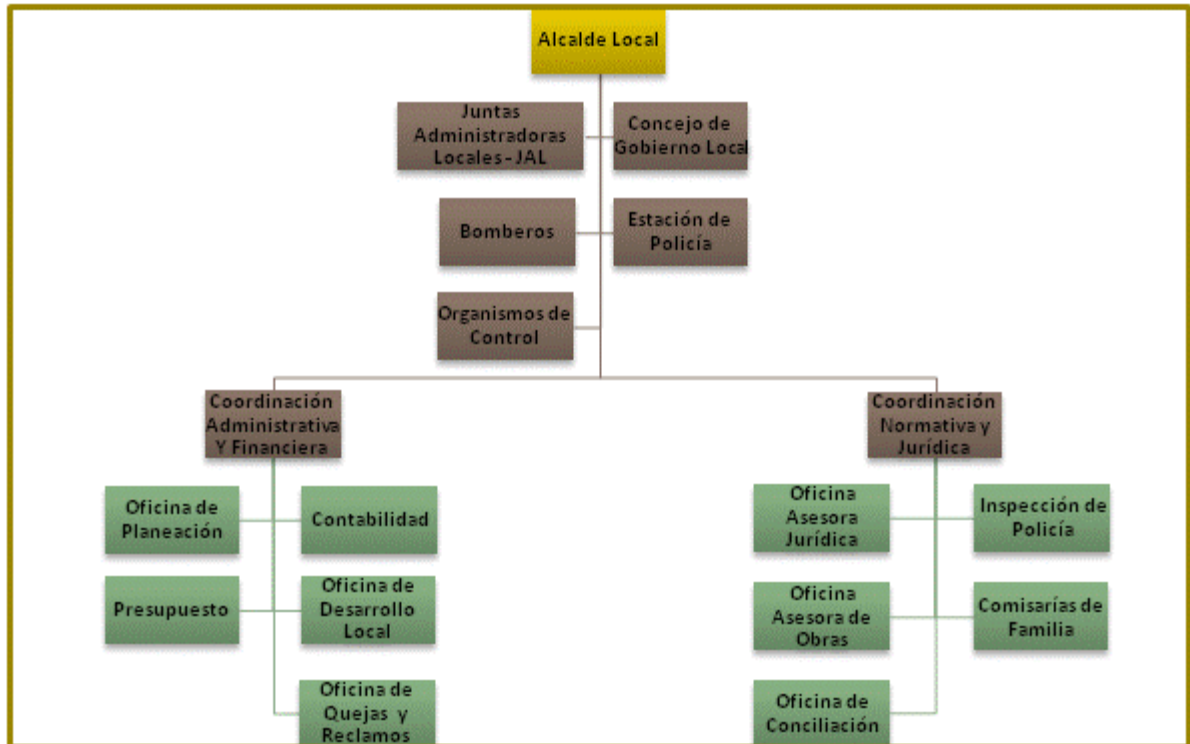 Alcalde Local
Juntas
Administradoras
Locales - JAL
Concejo de
Gobierno Local
Bomberos
Estación de
Policía
Organismos de
Control
Coordinación
Administrativa
Y Financiera
Coordinación
Normativa y
Jurídica
Oficina de
Planeación
Contabilidad
Oficina
Asesora
Jurídica
Inspección de
Policía
Presupuesto
Oficina de
Desarrollo
Local
Oficina
Asesora de
Obras
Comisarías de
Familia
Oficina de
Quejas y
Reclamos
Oficina de
Conciliación